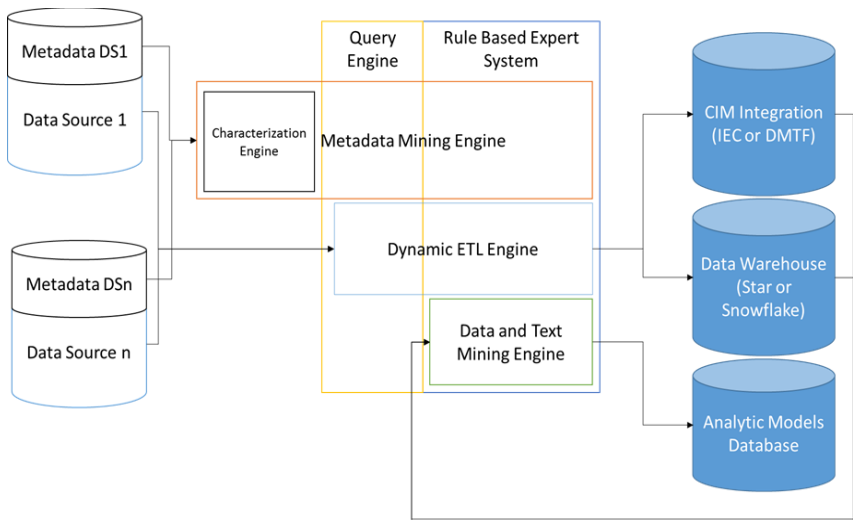 Metadata DS1
Data Source 1
Metadata DSn
Data Source n
Query
Engine
Rule Based Expert
System
Characterization
Engine
Metadata Mining Engine
Dynamic ETL Engine
Data and Text
Mining Engine
CIM Integration
(IEC or DMTF)
Data Warehouse
(Star or
Snowflake)
Analytic Models
Database